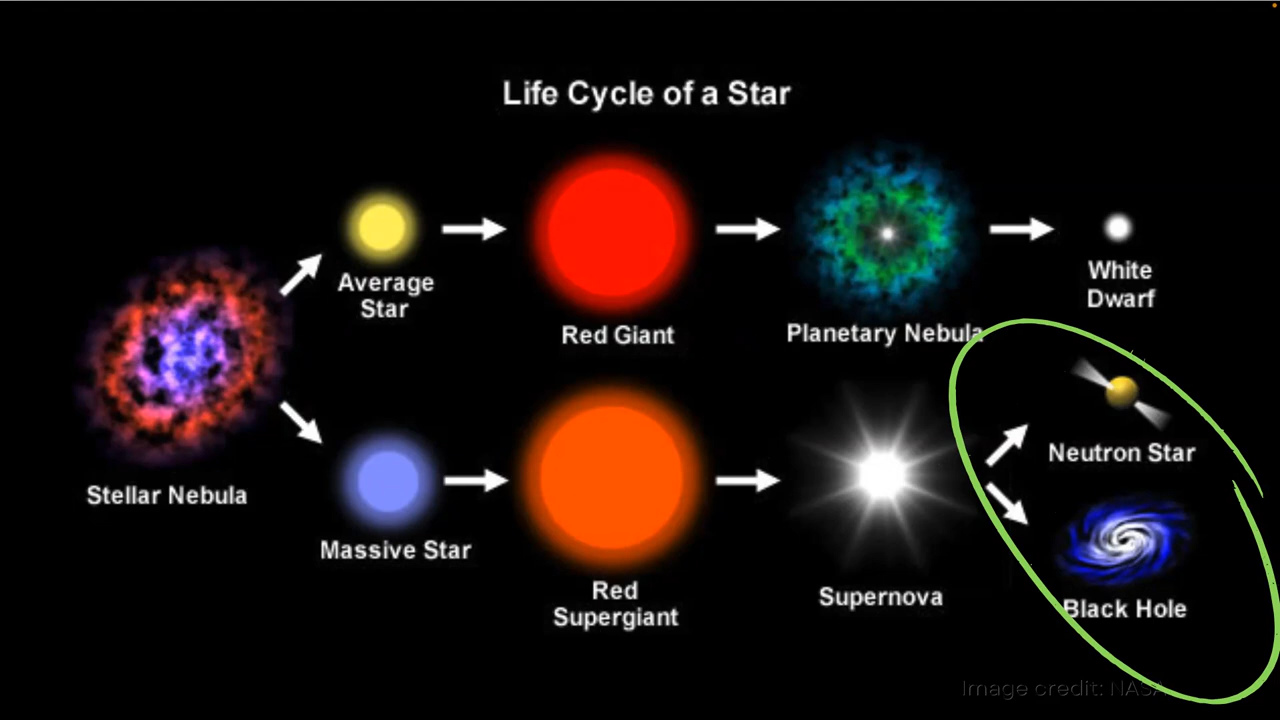 Life Cycle of a Star
Average
Star
Red Giant
Planetary Nebula
White
Dwarf
Stellar Nebula
Massive Star
Red
Supergiant
Supernova
Neutron Star
Black Hole
Image credit: NASA